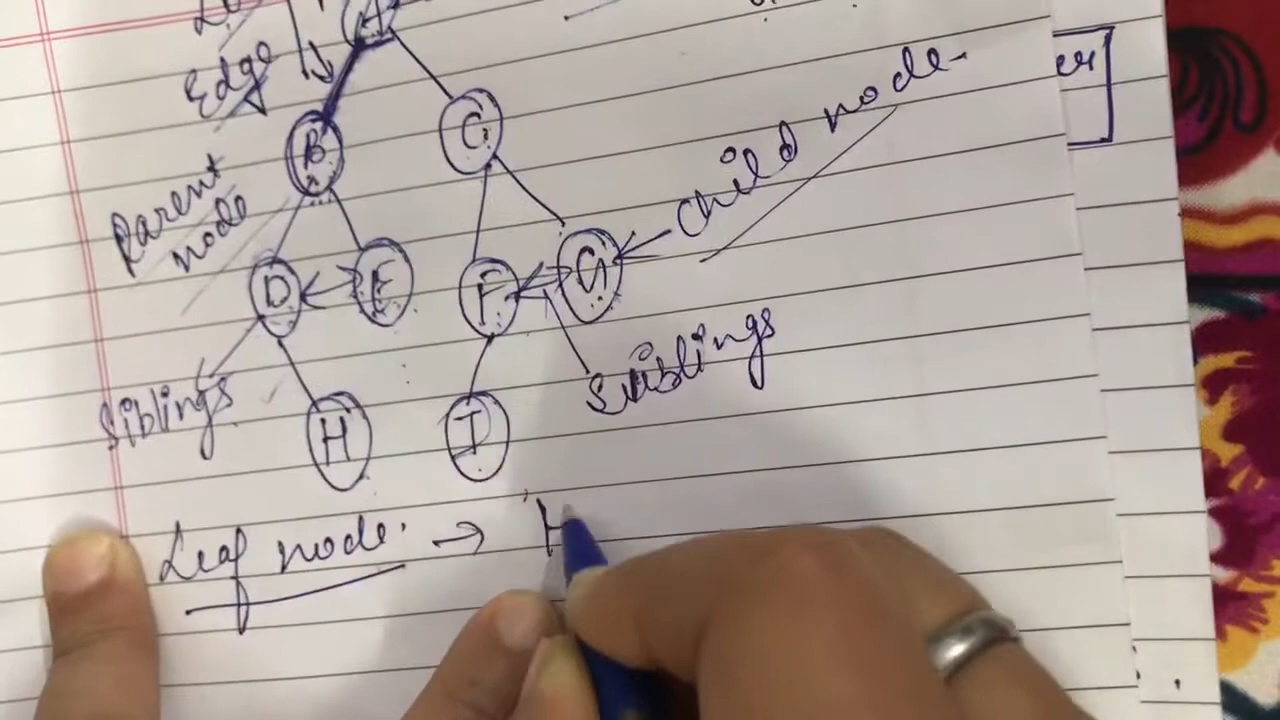 A
Edge
B
C
Parent
node
child node
D
E
F
G
siblings
siblings
H
I
Leaf node. → H